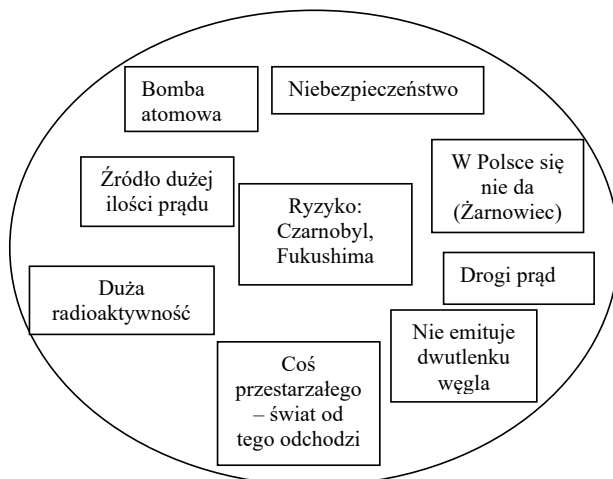 Bomba
atomowa
Niebezpieczeństwo
W Polsce się
nie da
(Żarnowiec)
Źródło dużej
ilości prądu
Ryzyko:
Czarnobyl,
Fukushima
Drogi prąd
Duża
radioaktywność
Nie emituje
dwutlenku
węgla
Coś
przestarzałego
– świat od
tego odchodzi